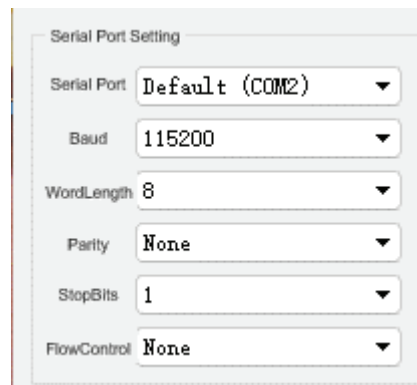 Serial Port Setting
Serial Port Default (COM2)
Baud 115200
WordLength 8
Parity None
StopBits 1
FlowControl None